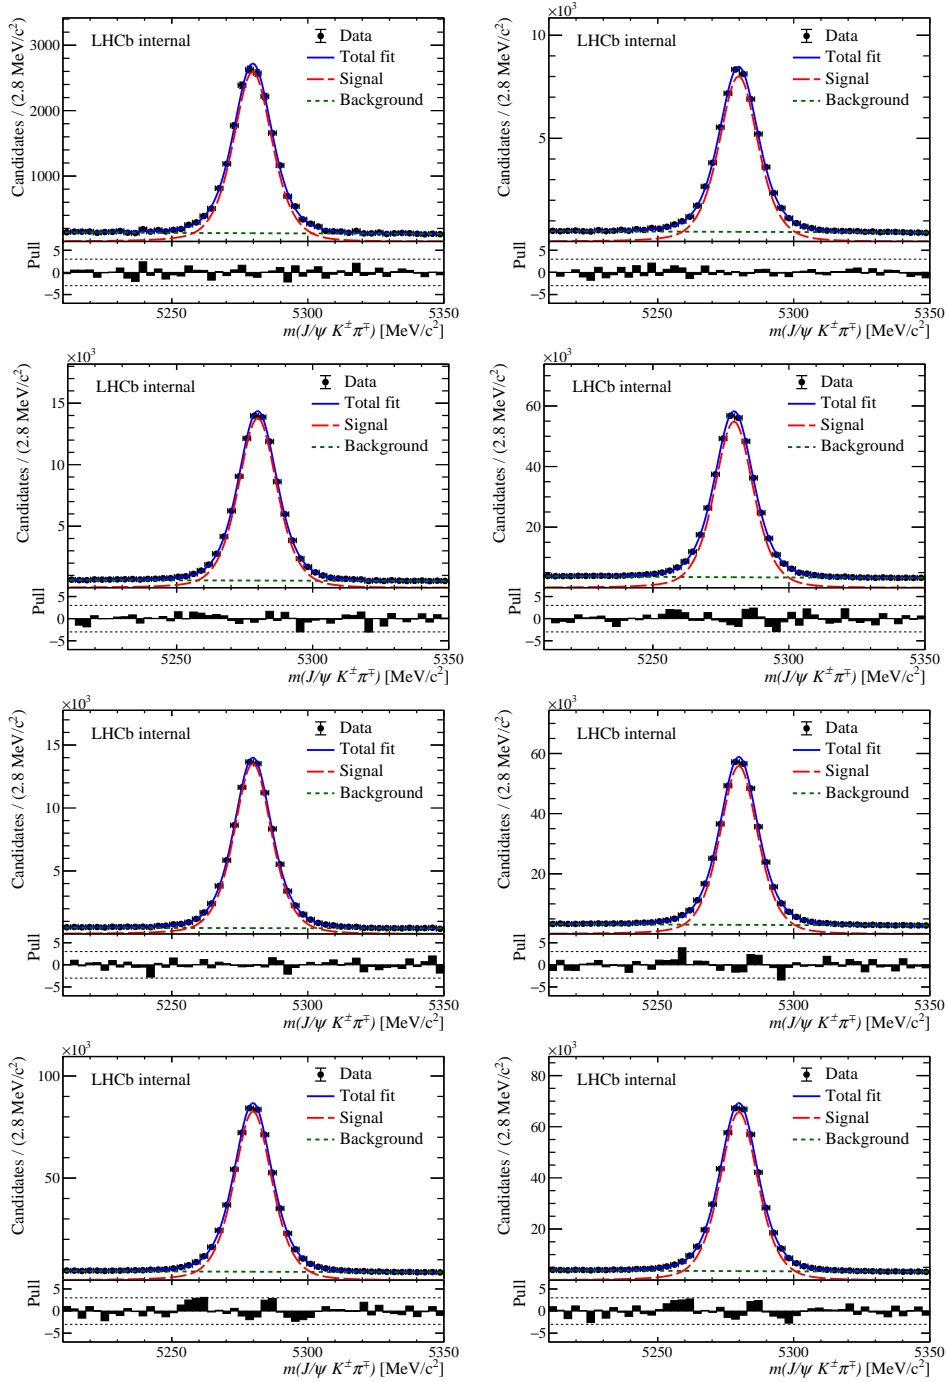 Candidates / (2.8 MeV/c²)
3000
2000
1000
LHCb internal
Data
Total fit
Signal
Background
Pull
5
0
−5
5250 5300 5350
m(J/ψ K±π∓) [MeV/c²]
×10³
Candidates / (2.8 MeV/c²)
10
5
LHCb internal
Data
Total fit
Signal
Background
Pull
5
0
−5
5250 5300 5350
m(J/ψ K±π∓) [MeV/c²]
×10³
Candidates / (2.8 MeV/c²)
15
10
5
LHCb internal
Data
Total fit
Signal
Background
Pull
5
0
−5
5250 5300 5350
m(J/ψ K±π∓) [MeV/c²]
×10³
Candidates / (2.8 MeV/c²)
60
40
20
LHCb internal
Data
Total fit
Signal
Background
Pull
5
0
−5
5250 5300 5350
m(J/ψ K±π∓) [MeV/c²]
×10³
Candidates / (2.8 MeV/c²)
15
10
5
LHCb internal
Data
Total fit
Signal
Background
Pull
5
0
−5
5250 5300 5350
m(J/ψ K±π∓) [MeV/c²]
×10³
Candidates / (2.8 MeV/c²)
60
40
20
LHCb internal
Data
Total fit
Signal
Background
Pull
5
0
−5
5250 5300 5350
m(J/ψ K±π∓) [MeV/c²]
×10³
Candidates / (2.8 MeV/c²)
100
50
LHCb internal
Data
Total fit
Signal
Background
Pull
5
0
−5
5250 5300 5350
m(J/ψ K±π∓) [MeV/c²]
×10³
Candidates / (2.8 MeV/c²)
80
60
40
20
LHCb internal
Data
Total fit
Signal
Background
Pull
5
0
−5
5250 5300 5350
m(J/ψ K±π∓) [MeV/c²]